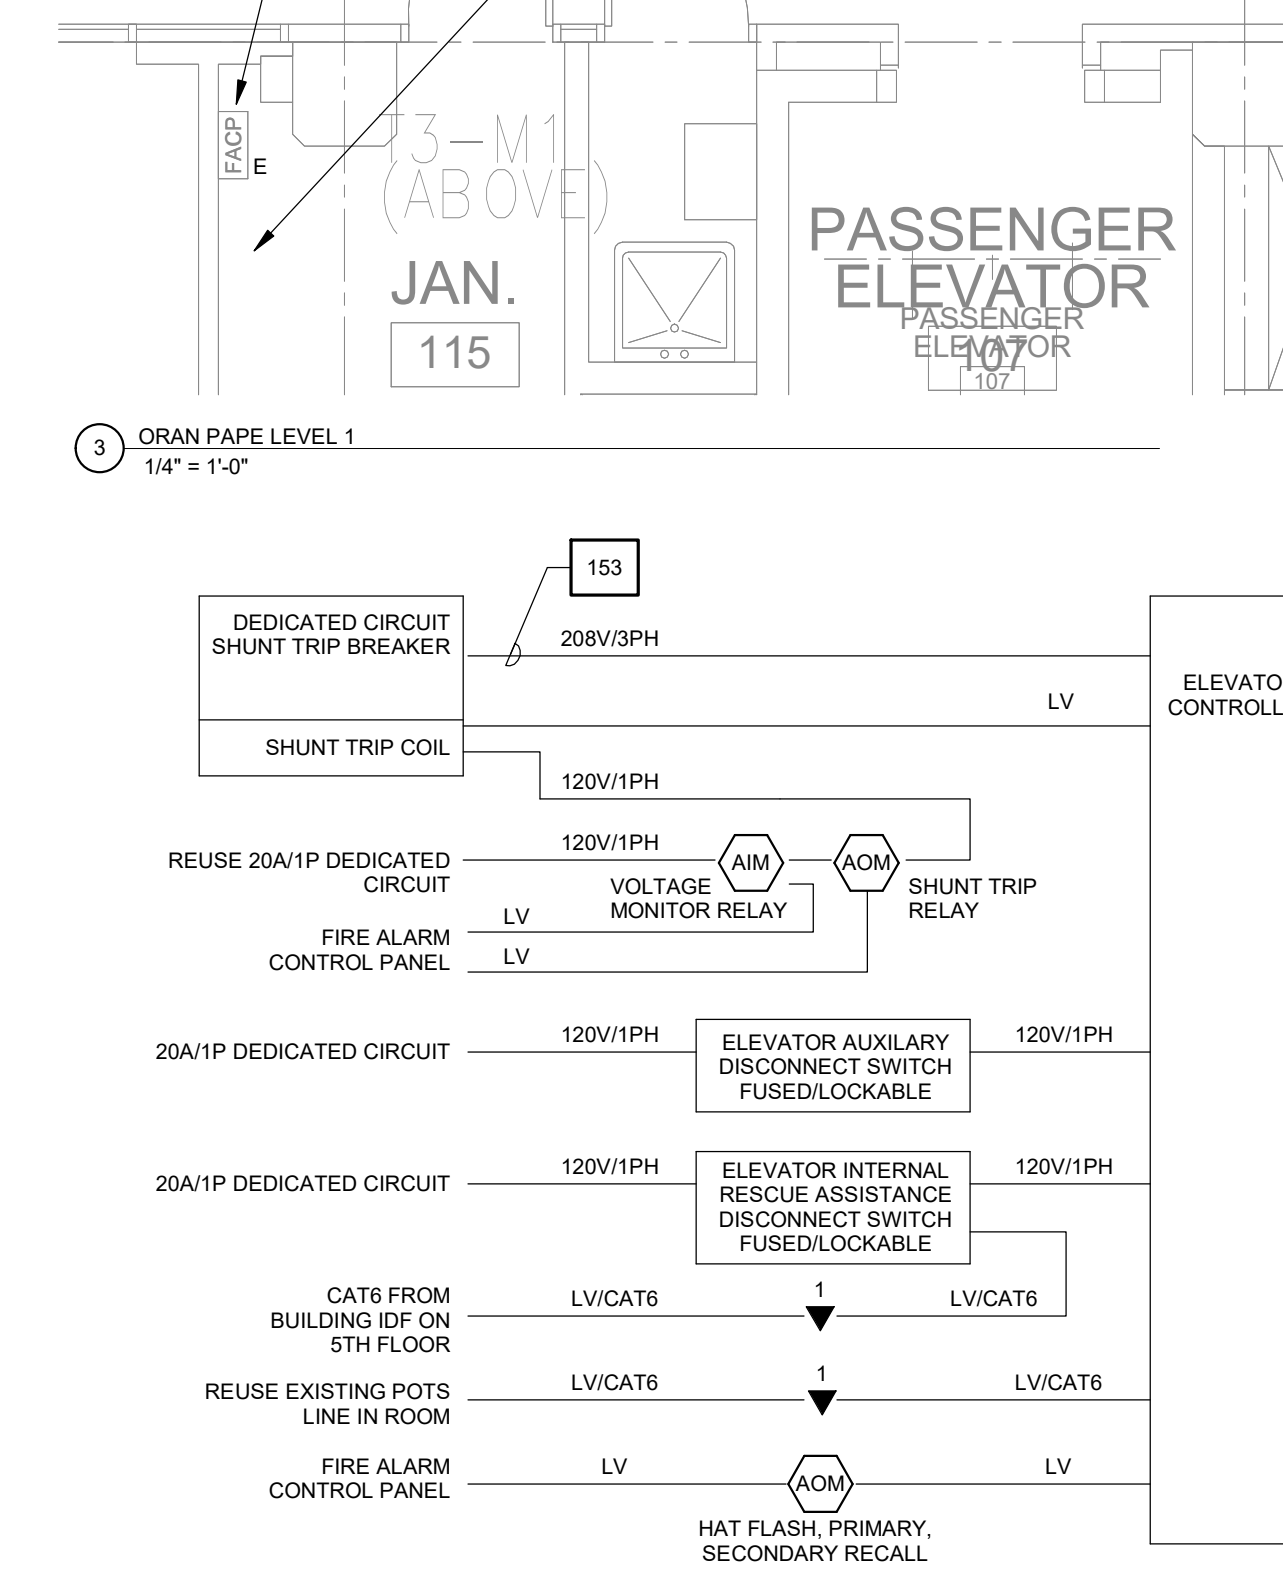 FACP
E
T3-M1
(ABOVE)
JAN.
115
PASSENGER
ELEVATOR
PASSENGER
ELEVATOR
107
107
3
ORAN PAPE LEVEL 1
1/4" = 1'-0"
153
DEDICATED CIRCUIT
SHUNT TRIP BREAKER
208V/3PH
LV
ELEVATO
CONTROLL
SHUNT TRIP COIL
120V/1PH
120V/1PH
REUSE 20A/1P DEDICATED
CIRCUIT
AIM
AOM
VOLTAGE
MONITOR RELAY
SHUNT TRIP
RELAY
LV
FIRE ALARM
CONTROL PANEL
LV
20A/1P DEDICATED CIRCUIT
120V/1PH
ELEVATOR AUXILARY
DISCONNECT SWITCH
FUSED/LOCKABLE
120V/1PH
20A/1P DEDICATED CIRCUIT
120V/1PH
ELEVATOR INTERNAL
RESCUE ASSISTANCE
DISCONNECT SWITCH
FUSED/LOCKABLE
120V/1PH
CAT6 FROM
BUILDING IDF ON
5TH FLOOR
LV/CAT6
1
LV/CAT6
REUSE EXISTING POTS
LINE IN ROOM
LV/CAT6
1
LV/CAT6
FIRE ALARM
CONTROL PANEL
LV
AOM
LV
HAT FLASH, PRIMARY,
SECONDARY RECALL